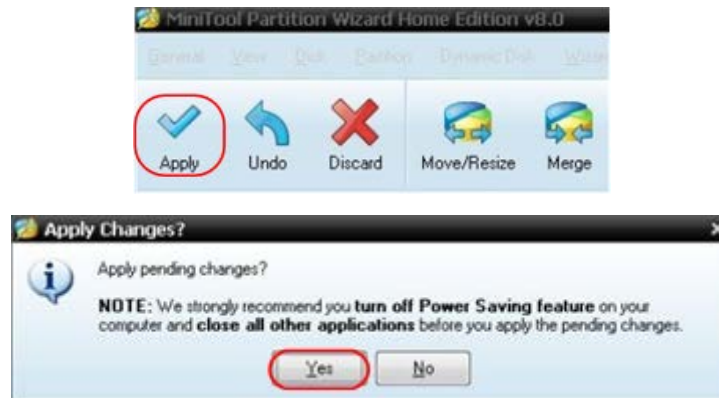 MiniTool Partition Wizard Home Edition v8.0
General View Disk Partition Dynamic Disk
Apply Undo Discard Move/Resize Merge
Apply Changes?
Apply pending changes?
NOTE: We strongly recommend you turn off Power Saving feature on your
computer and close all other applications before you apply the pending changes.
Yes No